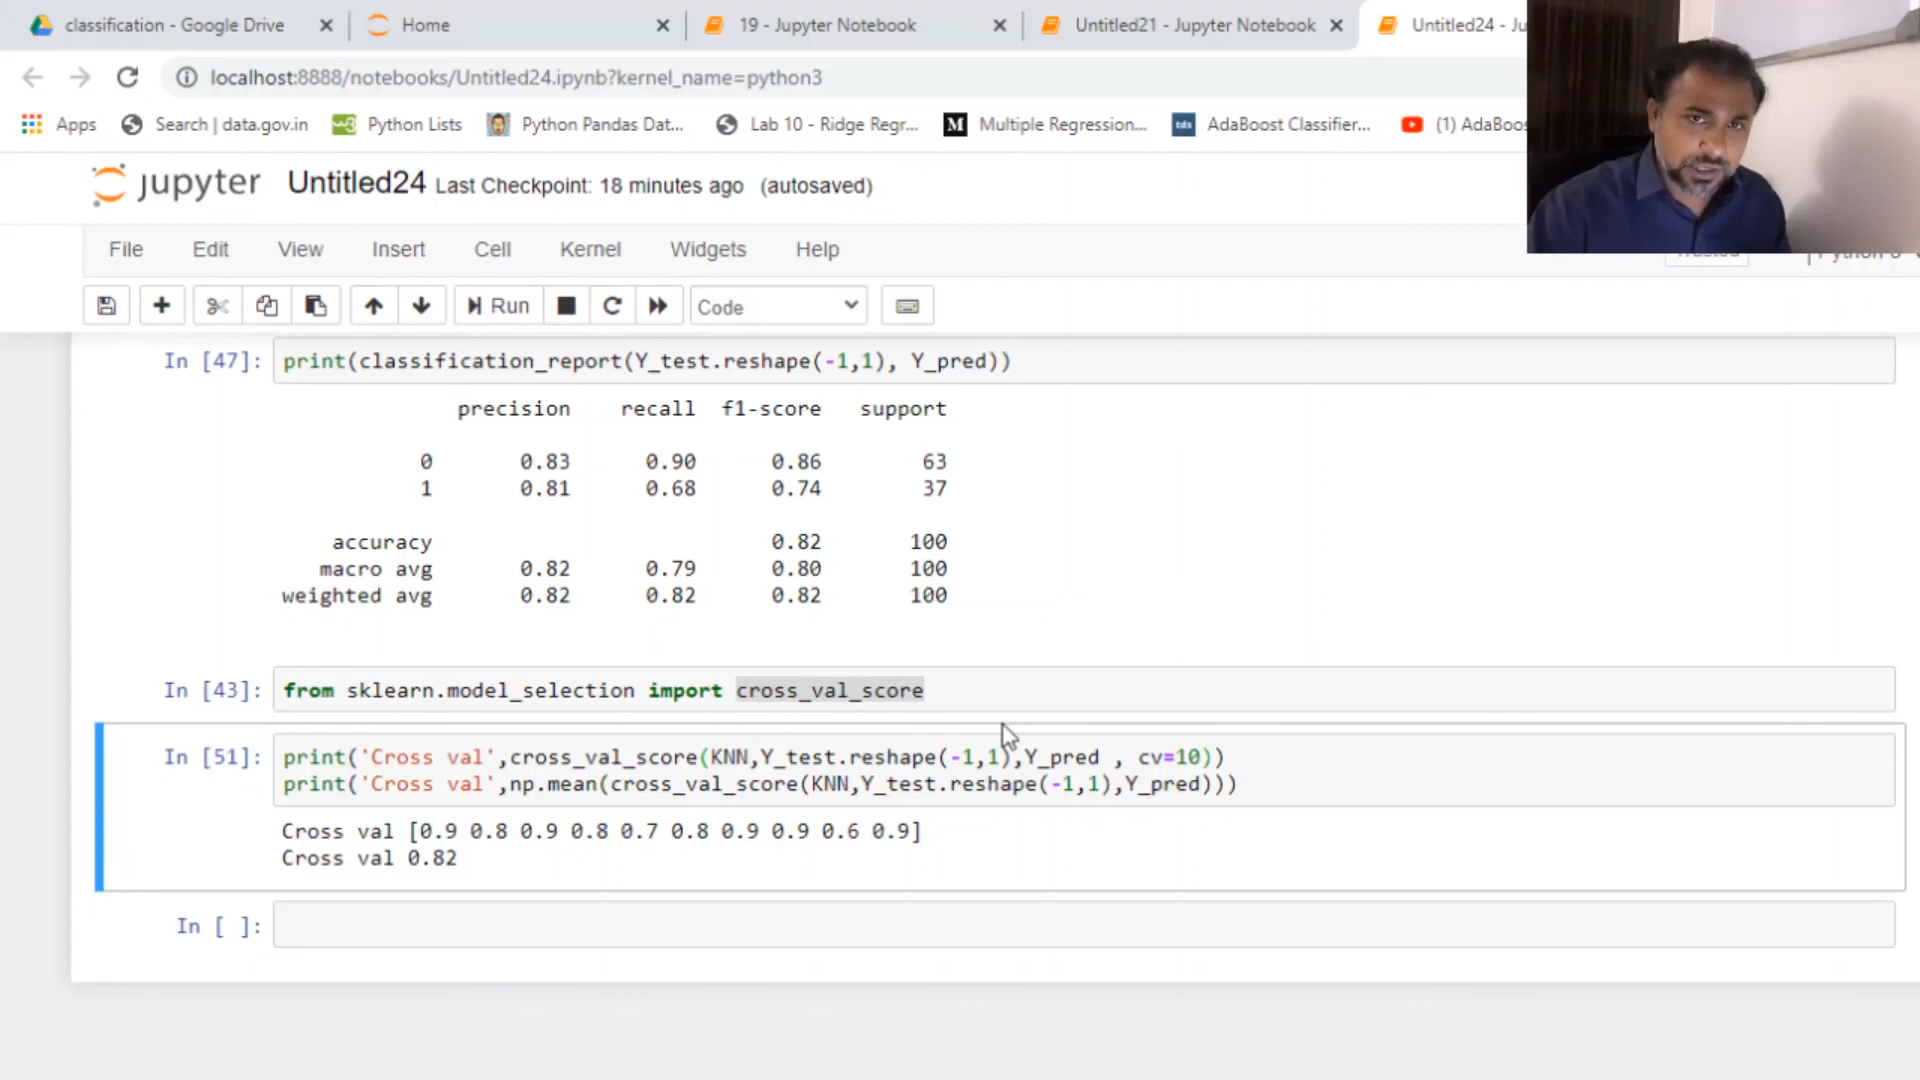 classification - Google Drive
Home
19 - Jupyter Notebook
Untitled21 - Jupyter Notebook
Untitled24 - Ju
localhost:8888/notebooks/Untitled24.ipynb?kernel_name=python3
Apps
Search | data.gov.in
Python Lists
Python Pandas Dat...
Lab 10 - Ridge Regr...
M
Multiple Regression...
tds
AdaBoost Classifier...
(1) AdaBoos
jupyter Untitled24 Last Checkpoint: 18 minutes ago (autosaved)
File Edit View Insert Cell Kernel Widgets Help
Run
Code
In [47]: print(classification_report(Y_test.reshape(-1,1), Y_pred))
precision recall f1-score support
0 0.83 0.90 0.86 63
1 0.81 0.68 0.74 37
accuracy 0.82 100
macro avg 0.82 0.79 0.80 100
weighted avg 0.82 0.82 0.82 100
In [43]: from sklearn.model_selection import cross_val_score
In [51]: print('Cross val',cross_val_score(KNN,Y_test.reshape(-1,1),Y_pred , cv=10))
print('Cross val',np.mean(cross_val_score(KNN,Y_test.reshape(-1,1),Y_pred)))
Cross val [0.9 0.8 0.9 0.8 0.7 0.8 0.9 0.9 0.6 0.9]
Cross val 0.82
In [ ]: